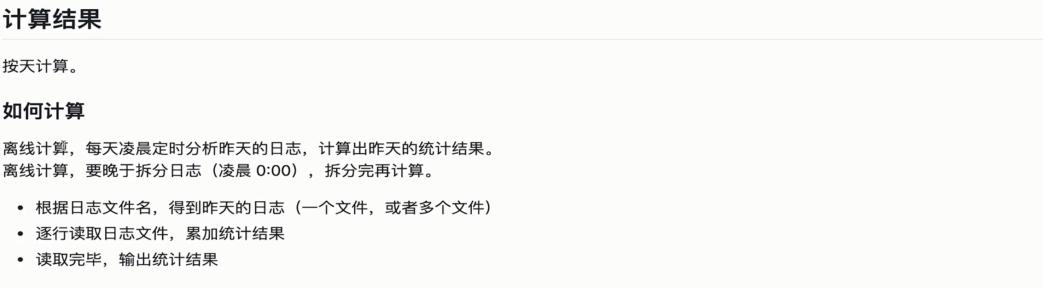 计算结果
按天计算。
如何计算
离线计算，每天凌晨定时分析昨天的日志，计算出昨天的统计结果。
离线计算，要晚于拆分日志（凌晨 0:00），拆分完再计算。
• 根据日志文件名，得到昨天的日志（一个文件，或者多个文件）
• 逐行读取日志文件，累加统计结果
• 读取完毕，输出统计结果